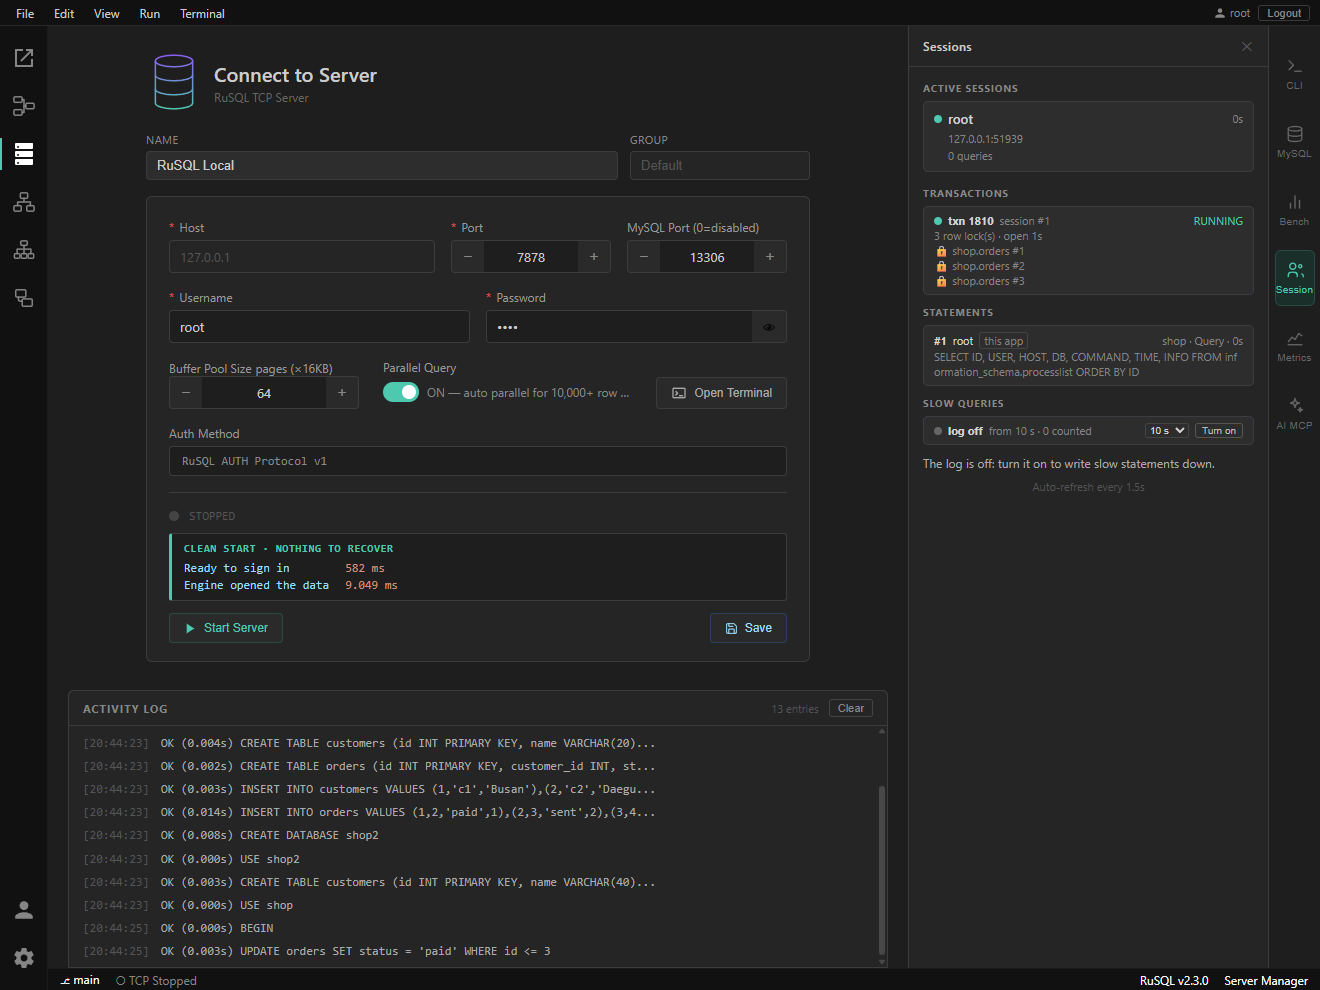 File Edit View Run Terminal
root Logout
Connect to Server
RuSQL TCP Server
NAME
GROUP
RuSQL Local
Default
* Host
* Port
MySQL Port (0=disabled)
127.0.0.1
− 7878 +
− 13306 +
* Username
* Password
root
••••
Buffer Pool Size pages (×16KB)
Parallel Query
− 64 +
ON — auto parallel for 10,000+ row ...
Open Terminal
Auth Method
RuSQL AUTH Protocol v1
STOPPED
CLEAN START · NOTHING TO RECOVER
Ready to sign in 582 ms
Engine opened the data 9.049 ms
Start Server
Save
ACTIVITY LOG
13 entries
Clear
[20:44:23] OK (0.004s) CREATE TABLE customers (id INT PRIMARY KEY, name VARCHAR(20)...
[20:44:23] OK (0.002s) CREATE TABLE orders (id INT PRIMARY KEY, customer_id INT, st...
[20:44:23] OK (0.003s) INSERT INTO customers VALUES (1,'c1','Busan'),(2,'c2','Daegu...
[20:44:23] OK (0.014s) INSERT INTO orders VALUES (1,2,'paid',1),(2,3,'sent',2),(3,4...
[20:44:23] OK (0.008s) CREATE DATABASE shop2
[20:44:23] OK (0.000s) USE shop2
[20:44:23] OK (0.003s) CREATE TABLE customers (id INT PRIMARY KEY, name VARCHAR(40)...
[20:44:23] OK (0.000s) USE shop
[20:44:25] OK (0.000s) BEGIN
[20:44:25] OK (0.003s) UPDATE orders SET status = 'paid' WHERE id <= 3
Sessions
ACTIVE SESSIONS
root 0s
127.0.0.1:51939
0 queries
TRANSACTIONS
txn 1810 session #1 RUNNING
3 row lock(s) · open 1s
shop.orders #1
shop.orders #2
shop.orders #3
STATEMENTS
#1 root this app shop · Query · 0s
SELECT ID, USER, HOST, DB, COMMAND, TIME, INFO FROM inf
ormation_schema.processlist ORDER BY ID
SLOW QUERIES
log off from 10 s · 0 counted 10 s Turn on
The log is off: turn it on to write slow statements down.
Auto-refresh every 1.5s
CLI
MySQL
Bench
Session
Metrics
AI MCP
main TCP Stopped
RuSQL v2.3.0 Server Manager